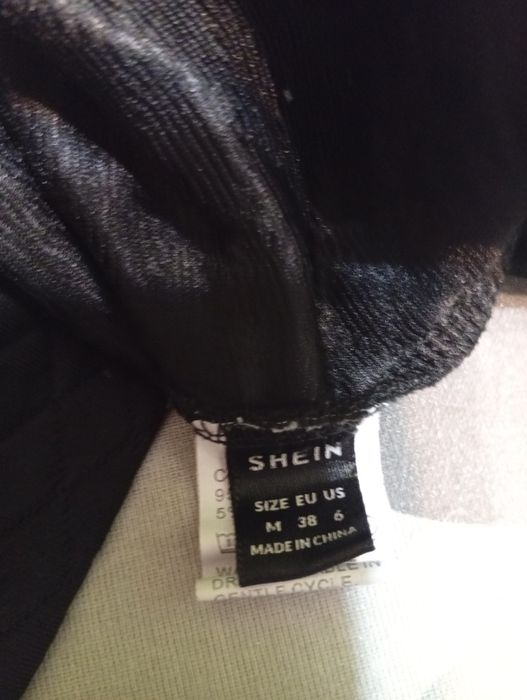 SHEIN
SIZE EU US
M 38 6
MADE IN CHINA
GENTLE CYCLE